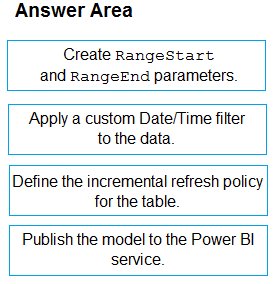 Answer Area
Create RangeStart
and RangeEnd parameters.
Apply a custom Date/Time filter
to the data.
Define the incremental refresh policy
for the table.
Publish the model to the Power BI
service.